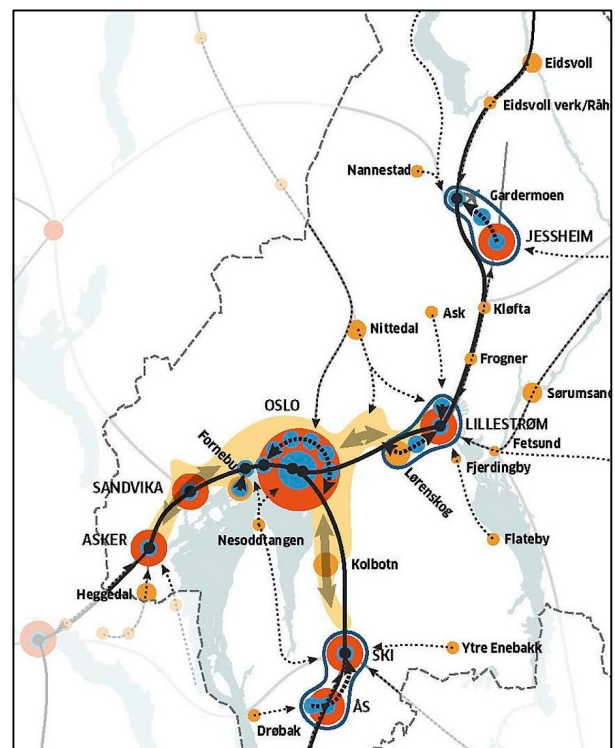 Eidsvoll
Eidsvoll verk/Råh
Nannestad
Gardermoen
JESSHEIM
Ask
Kløfta
Nittedal
Frogner
OSLO
Sørumsand
LILLESTRØM
Fornebu
Fetsund
Fjerdingby
Lørenskog
SANDVIKA
ASKER
Nesoddtangen
Flateby
Kolbotn
Heggedal
SKI
Ytre Enebakk
ÅS
Drøbak